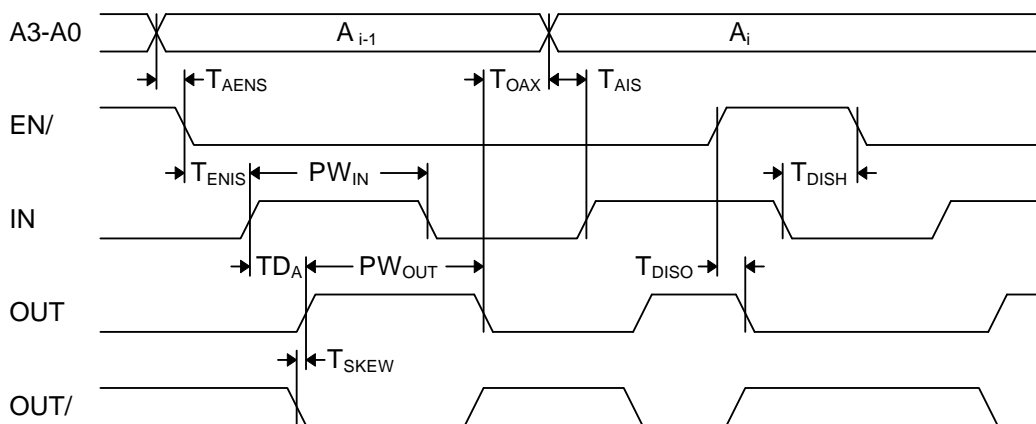 A3-A0 A i-1 Ai
TAENS TOAX TAIS
EN/
TENIS PWIN TDISH
IN
TDA PWOUT TDISO
OUT
TSKEW
OUT/